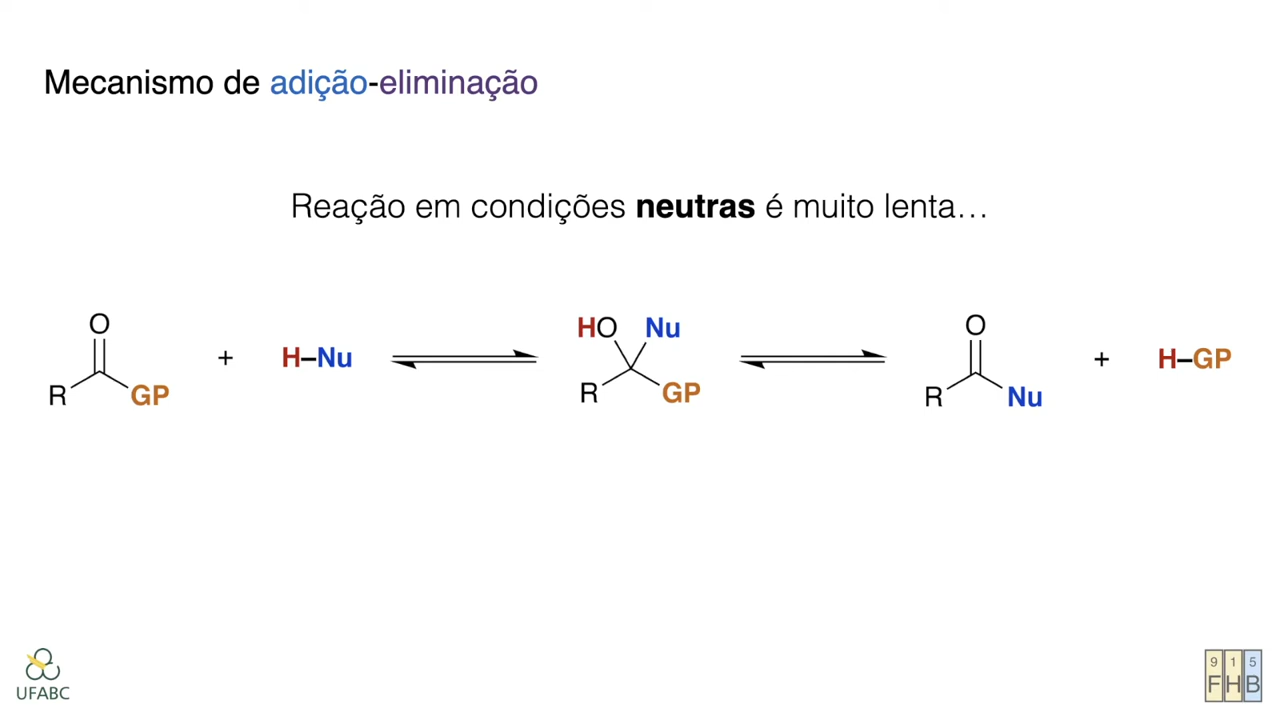 Mecanismo de adição-eliminação
Reação em condições neutras é muito lenta...
O
R
GP
+
H–Nu
HO
Nu
R
GP
O
R
Nu
+
H–GP
UFABC
9 1 5
F H B